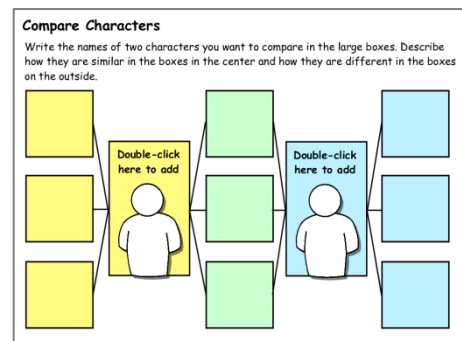 Compare Characters
Write the names of two characters you want to compare in the large boxes. Describe
how they are similar in the boxes in the center and how they are different in the boxes
on the outside.
Double-click
here to add
Double-click
here to add